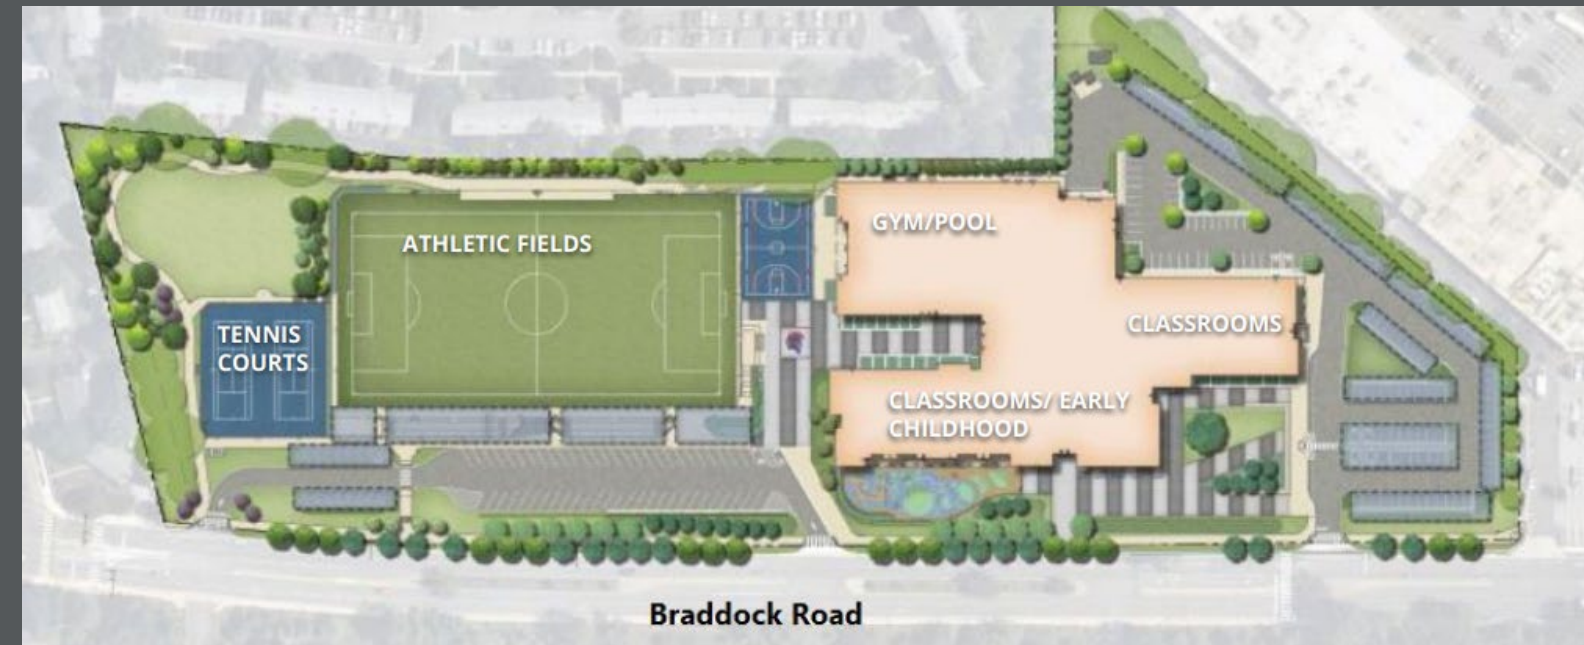 GYM/POOL
ATHLETIC FIELDS
CLASSROOMS
TENNIS
COURTS
CLASSROOMS/ EARLY
CHILDHOOD
Braddock Road